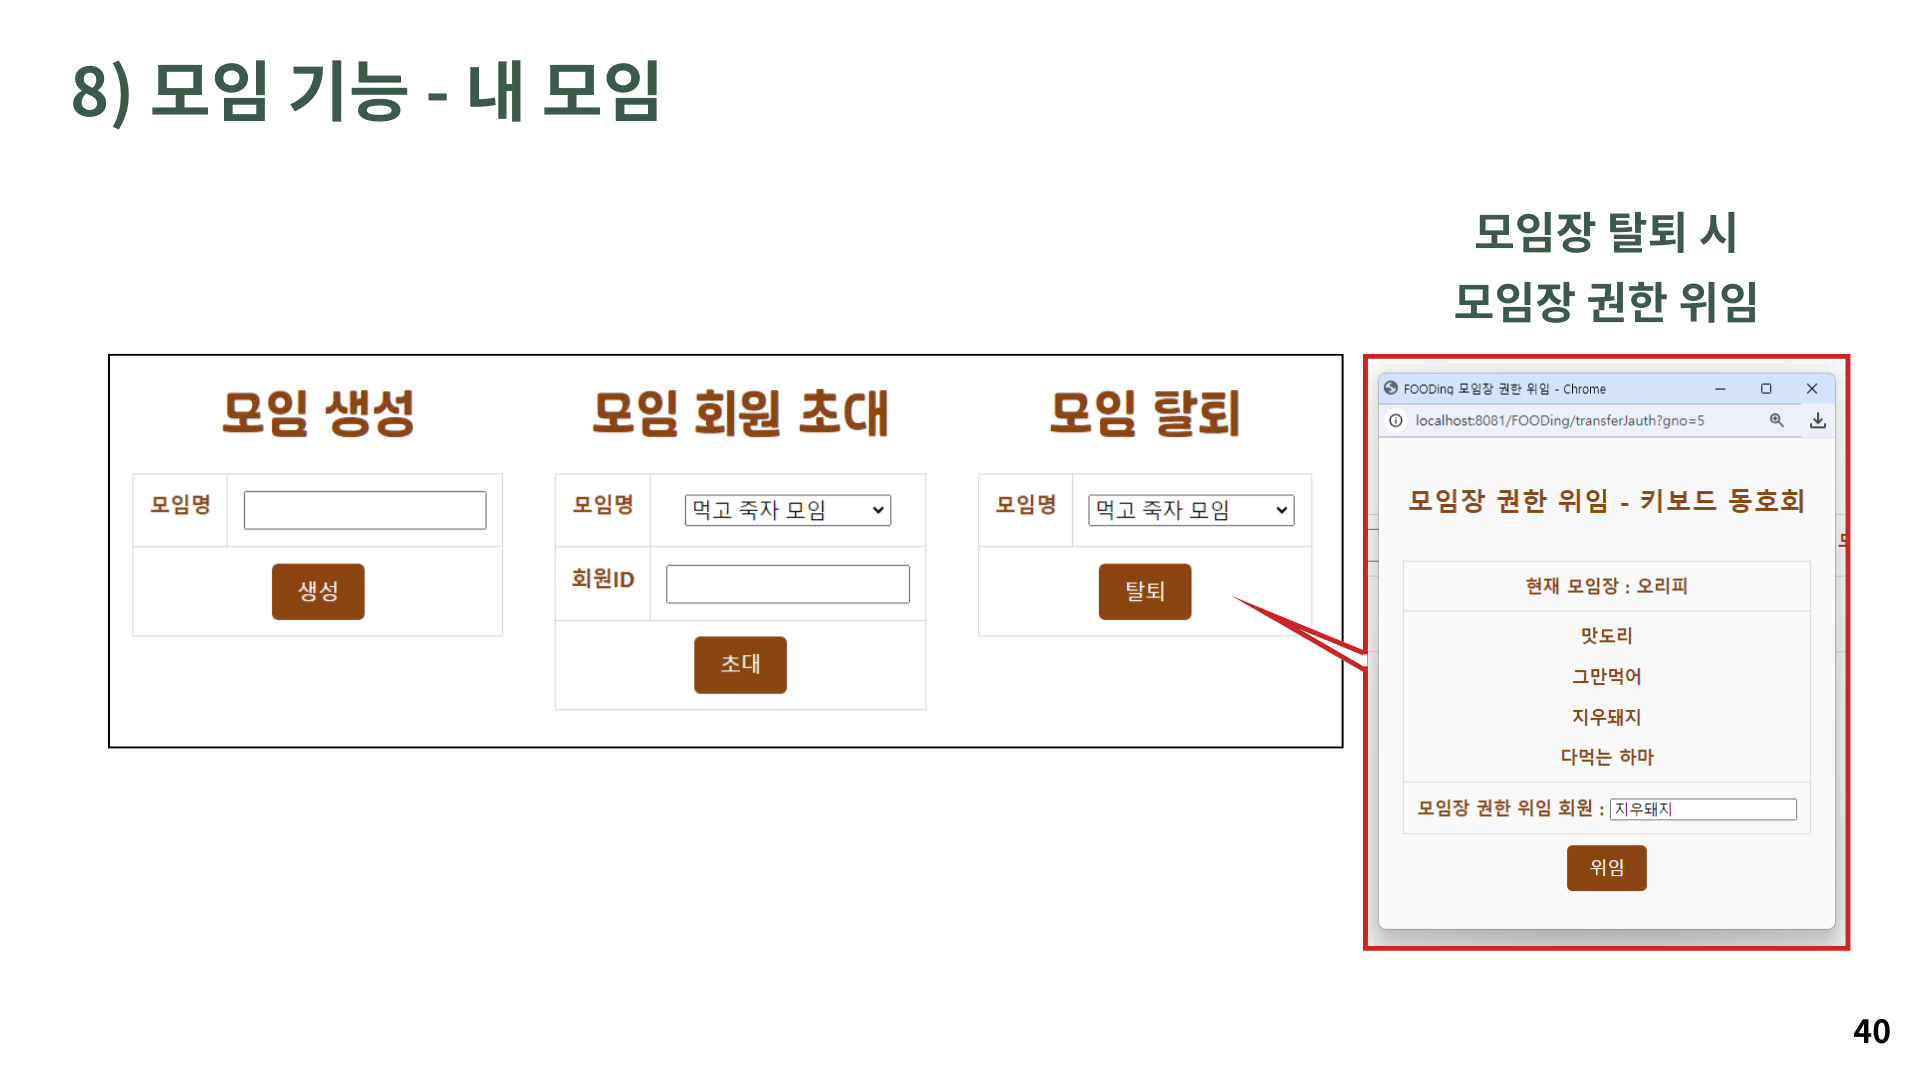 8) 모임 기능 - 내 모임
모임장 탈퇴 시
모임장 권한 위임
모임 생성
모임명
생성
모임 회원 초대
모임명
먹고 죽자 모임
회원ID
초대
모임 탈퇴
모임명
먹고 죽자 모임
탈퇴
FOODing 모임장 권한 위임 - Chrome
localhost:8081/FOODing/transferJauth?gno=5
모임장 권한 위임 - 키보드 동호회
현재 모임장 : 오리피
맛도리
그만먹어
지우돼지
다먹는 하마
모임장 권한 위임 회원 : 지우돼지
위임
40